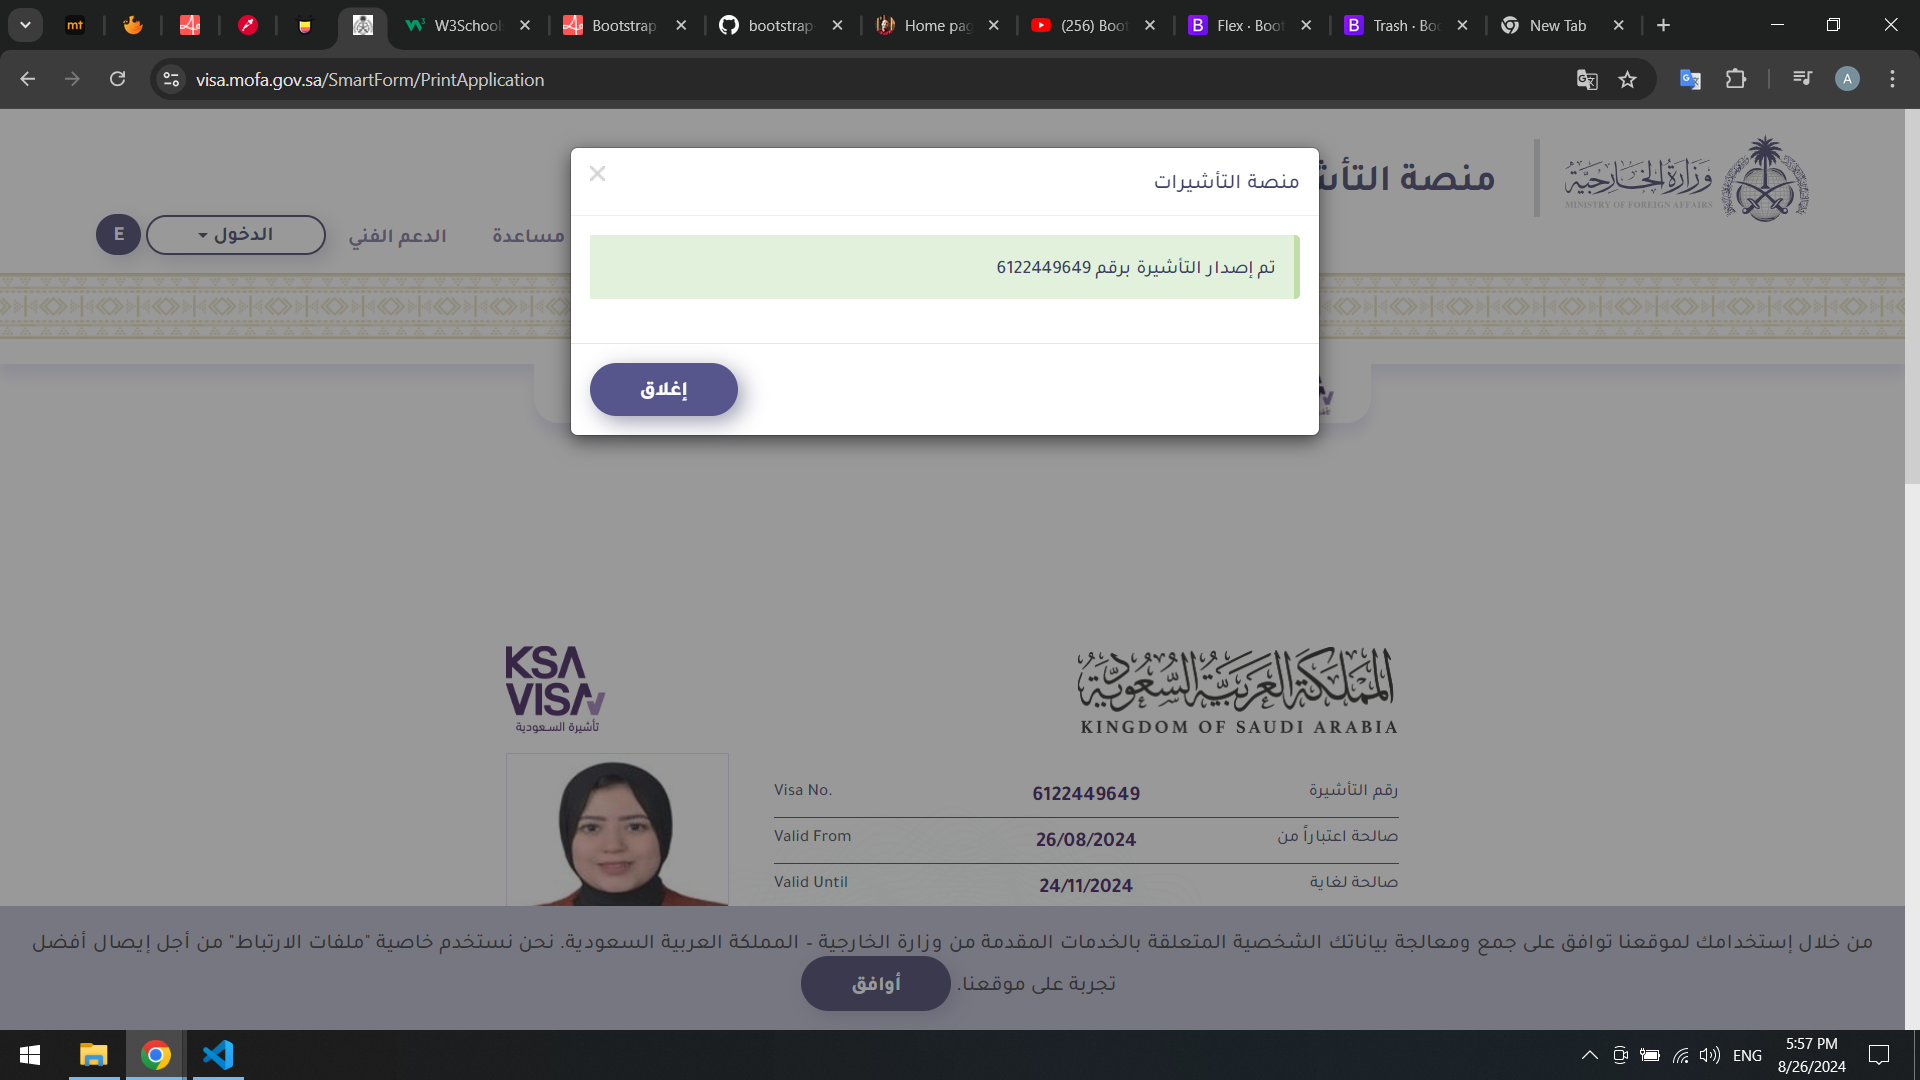 mt
W3School
Bootstrap
bootstrap
Home pag
(256) Boot
Flex · Boot
Trash · Boo
New Tab
visa.mofa.gov.sa/SmartForm/PrintApplication
A
منصة التأشيرات
منصة التأش
وزارة الخارجية
MINISTRY OF FOREIGN AFFAIRS
مساعدة
الدعم الفني
الدخول
E
تم إصدار التأشيرة برقم 6122449649
إغلاق
KSA
VISA
تأشيرة السعودية
المملكة العربية السعودية
KINGDOM OF SAUDI ARABIA
Visa No. 6122449649 رقم التأشيرة
Valid From 26/08/2024 صالحة اعتباراً من
Valid Until 24/11/2024 صالحة لغاية
من خلال إستخدامك لموقعنا توافق على جمع ومعالجة بياناتك الشخصية المتعلقة بالخدمات المقدمة من وزارة الخارجية - المملكة العربية السعودية. نحن نستخدم خاصية "ملفات الارتباط" من أجل إيصال أفضل
تجربة على موقعنا. أوافق
ENG
5:57 PM
8/26/2024